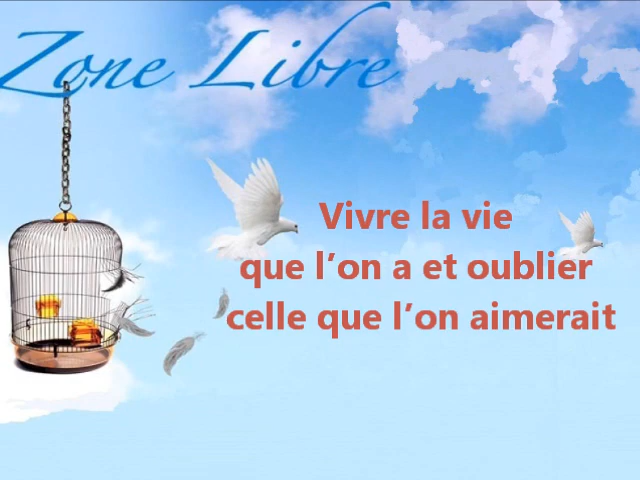 Zone Libre
Vivre la vie
que l’on a et oublier
celle que l’on aimerait